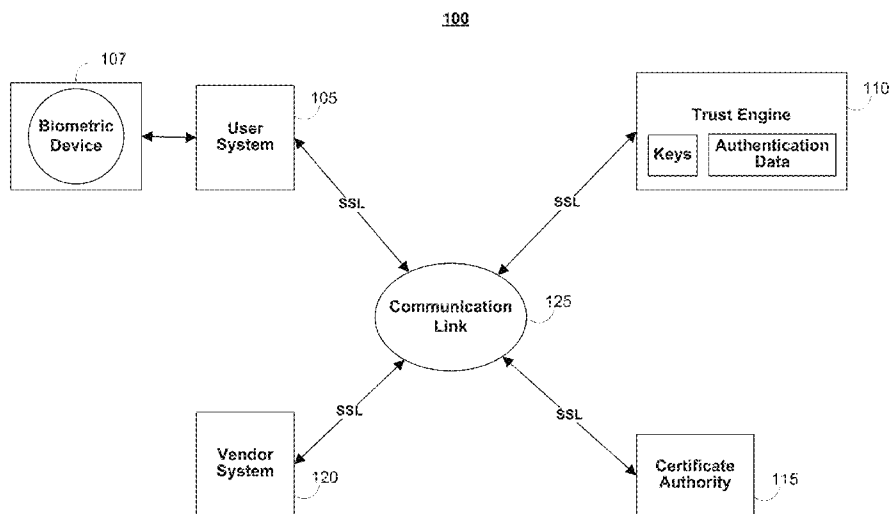 100
107
Biometric
Device
105
User
System
110
Trust Engine
Keys
Authentication
Data
SSL
SSL
Communication
Link
125
SSL
SSL
Vendor
System
120
Certificate
Authority
115